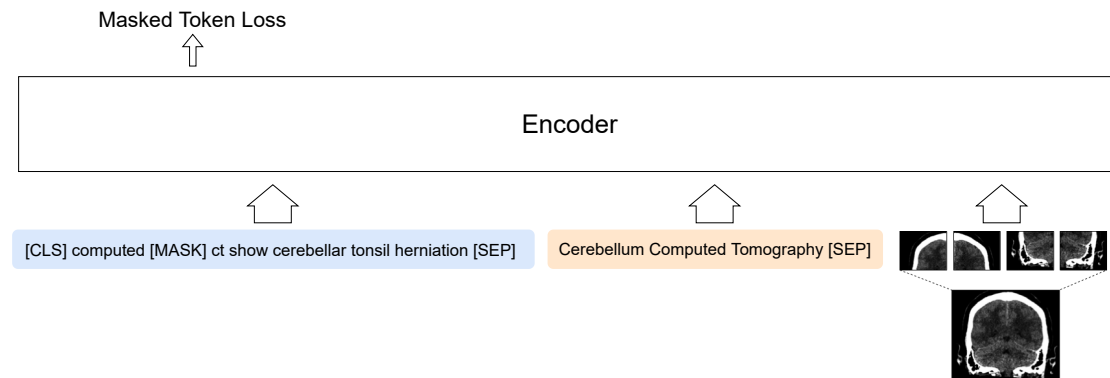 Masked Token Loss
Encoder
[CLS] computed [MASK] ct show cerebellar tonsil herniation [SEP]
Cerebellum Computed Tomography [SEP]